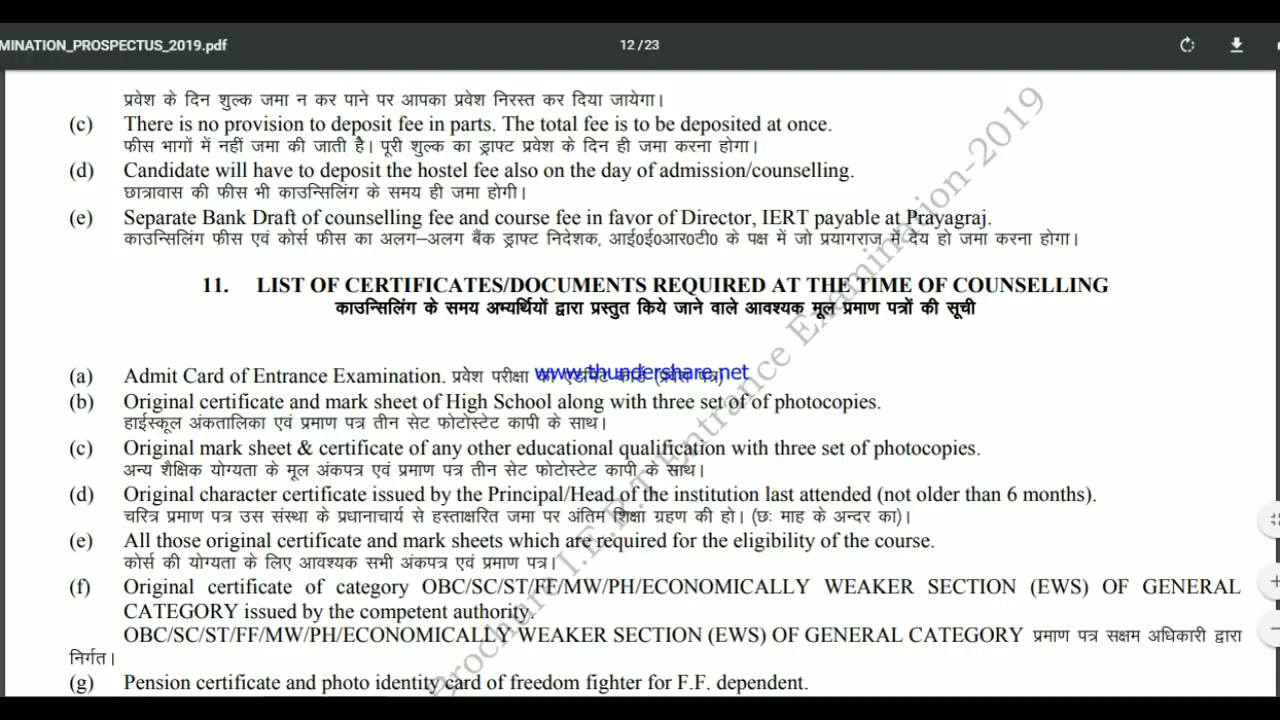 MINATION_PROSPECTUS_2019.pdf
12 / 23
प्रवेश के दिन शुल्क जमा न कर पाने पर आपका प्रवेश निरस्त कर दिया जायेगा।
(c) There is no provision to deposit fee in parts. The total fee is to be deposited at once.
फीस भागों में नहीं जमा की जाती है। पूरी शुल्क का ड्राफ्ट प्रवेश के दिन ही जमा करना होगा।
(d) Candidate will have to deposit the hostel fee also on the day of admission/counselling.
छात्रावास की फीस भी काउन्सिलिंग के समय ही जमा होगी।
(e) Separate Bank Draft of counselling fee and course fee in favor of Director, IERT payable at Prayagraj.
काउन्सिलिंग फीस एवं कोर्स फीस का अलग–अलग बैंक ड्राफ्ट निदेशक, आई0ई0आर0टी0 के पक्ष में जो प्रयागराज में देय हो जमा करना होगा।
11. LIST OF CERTIFICATES/DOCUMENTS REQUIRED AT THE TIME OF COUNSELLING
काउन्सिलिंग के समय अभ्यर्थियों द्वारा प्रस्तुत किये जाने वाले आवश्यक मूल प्रमाण पत्रों की सूची
(a) Admit Card of Entrance Examination. प्रवेश परीक्षा का एडमिट कार्ड (प्रवेश पत्र)
www.thundershare.net
(b) Original certificate and mark sheet of High School along with three set of of photocopies.
हाईस्कूल अंकतालिका एवं प्रमाण पत्र तीन सेट फोटोस्टेट कापी के साथ।
(c) Original mark sheet & certificate of any other educational qualification with three set of photocopies.
अन्य शैक्षिक योग्यता के मूल अंकपत्र एवं प्रमाण पत्र तीन सेट फोटोस्टेट कापी के साथ।
(d) Original character certificate issued by the Principal/Head of the institution last attended (not older than 6 months).
चरित्र प्रमाण पत्र उस संस्था के प्रधानाचार्य से हस्ताक्षरित जमा पर अंतिम शिक्षा ग्रहण की हो। (छः माह के अन्दर का)।
(e) All those original certificate and mark sheets which are required for the eligibility of the course.
कोर्स की योग्यता के लिए आवश्यक सभी अंकपत्र एवं प्रमाण पत्र।
(f) Original certificate of category OBC/SC/ST/FF/MW/PH/ECONOMICALLY WEAKER SECTION (EWS) OF GENERAL
CATEGORY issued by the competent authority.
OBC/SC/ST/FF/MW/PH/ECONOMICALLY WEAKER SECTION (EWS) OF GENERAL CATEGORY प्रमाण पत्र सक्षम अधिकारी द्वारा
निर्गत।
(g) Pension certificate and photo identity card of freedom fighter for F.F. dependent.
Brochure I.E.R.T Entrance Examination-2019